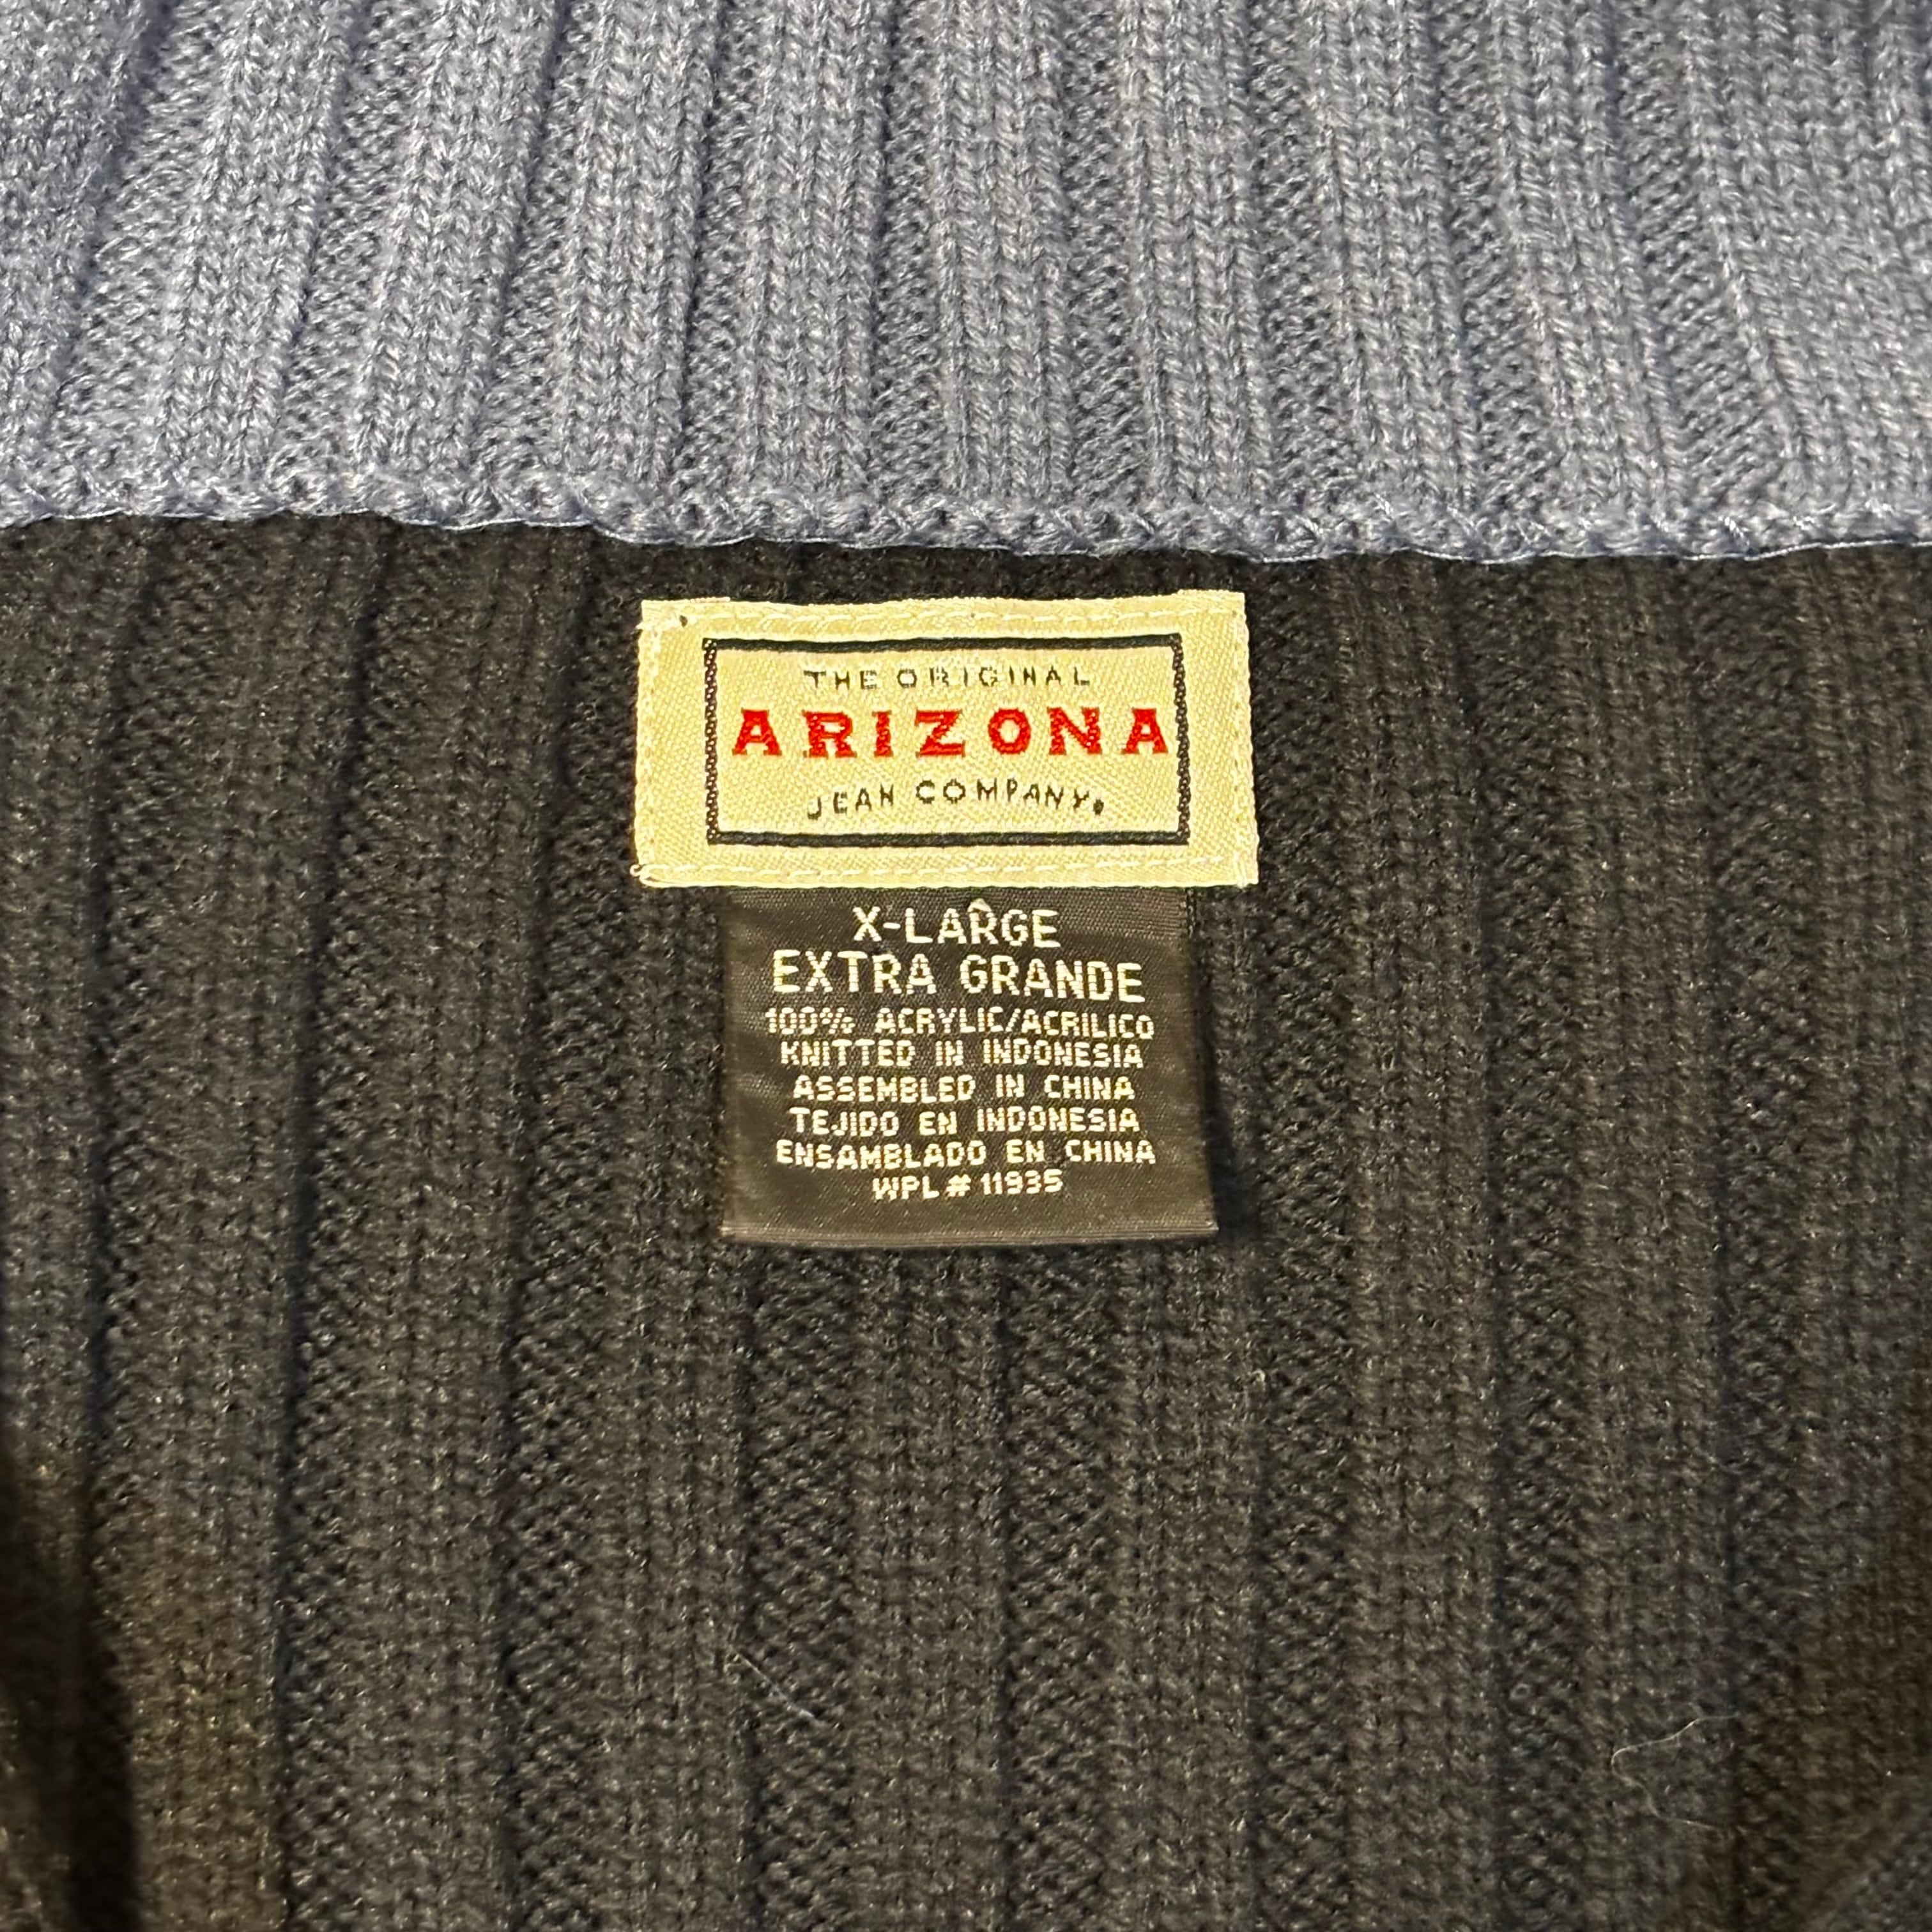 THE ORIGINAL
ARIZONA
JEAN COMPANY®
X-LARGE
EXTRA GRANDE
100% ACRYLIC/ACRILICO
KNITTED IN INDONESIA
ASSEMBLED IN CHINA
TEJIDO EN INDONESIA
ENSAMBLADO EN CHINA
WPL # 11935